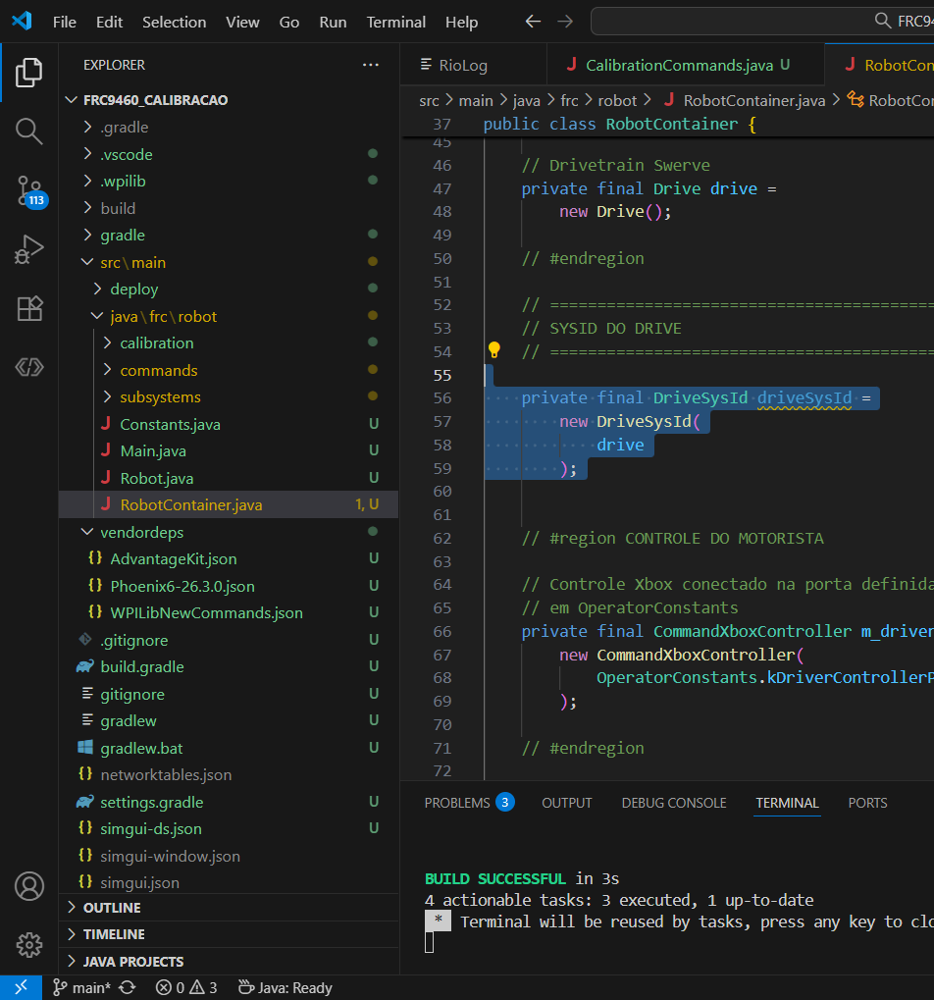 File Edit Selection View Go Run Terminal Help FRC94
EXPLORER
FRC9460_CALIBRACAO
.gradle
.vscode
.wpilib
build
gradle
src\main
deploy
java\frc\robot
calibration
commands
subsystems
Constants.java U
Main.java U
Robot.java U
RobotContainer.java 1, U
vendordeps
AdvantageKit.json U
Phoenix6-26.3.0.json U
WPILibNewCommands.json U
.gitignore U
build.gradle U
gitignore U
gradlew U
gradlew.bat U
networktables.json
settings.gradle U
simgui-ds.json U
simgui-window.json
simgui.json
OUTLINE
TIMELINE
JAVA PROJECTS
113
RioLog CalibrationCommands.java U RobotCon
src > main > java > frc > robot > RobotContainer.java > RobotCon
37 public class RobotContainer {
45
46 // Drivetrain Swerve
47 private final Drive drive =
48 new Drive();
49
50 // #endregion
51
52 // =========================================
53 // SYSID DO DRIVE
54 // =========================================
55
56 private final DriveSysId driveSysId =
57 new DriveSysId(
58 drive
59 );
60
61
62 // #region CONTROLE DO MOTORISTA
63
64 // Controle Xbox conectado na porta definida
65 // em OperatorConstants
66 private final CommandXboxController m_driver
67 new CommandXboxController(
68 OperatorConstants.kDriverControllerP
69 );
70
71 // #endregion
72
PROBLEMS 3 OUTPUT DEBUG CONSOLE TERMINAL PORTS
BUILD SUCCESSFUL in 3s
4 actionable tasks: 3 executed, 1 up-to-date
* Terminal will be reused by tasks, press any key to clo
main* 0 3 Java: Ready